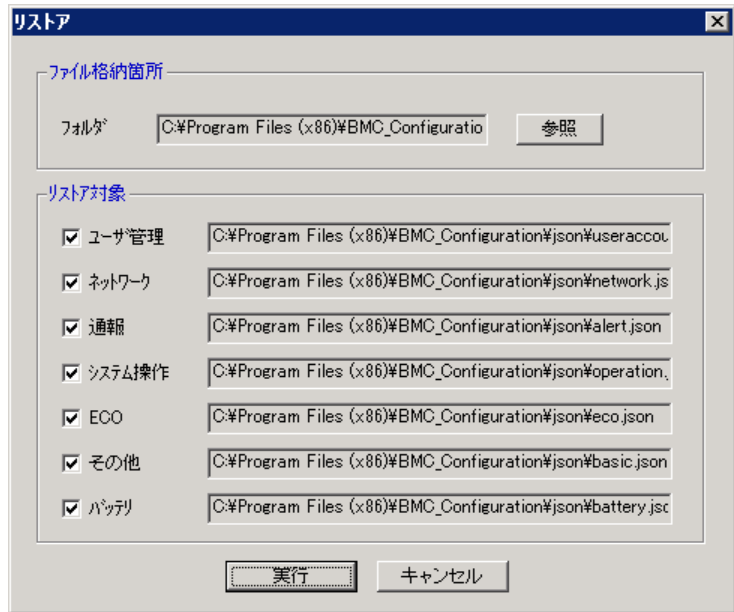 リストア
ファイル格納箇所
フォルダ C:¥Program Files (x86)¥BMC_Configuratio 参照
リストア対象
ユーザ管理 C:¥Program Files (x86)¥BMC_Configuration¥json¥useraccou
ネットワーク C:¥Program Files (x86)¥BMC_Configuration¥json¥network.js
通報 C:¥Program Files (x86)¥BMC_Configuration¥json¥alert.json
システム操作 C:¥Program Files (x86)¥BMC_Configuration¥json¥operation.
ECO C:¥Program Files (x86)¥BMC_Configuration¥json¥eco.json
その他 C:¥Program Files (x86)¥BMC_Configuration¥json¥basic.json
バッテリ C:¥Program Files (x86)¥BMC_Configuration¥json¥battery.jsc
実行 キャンセル